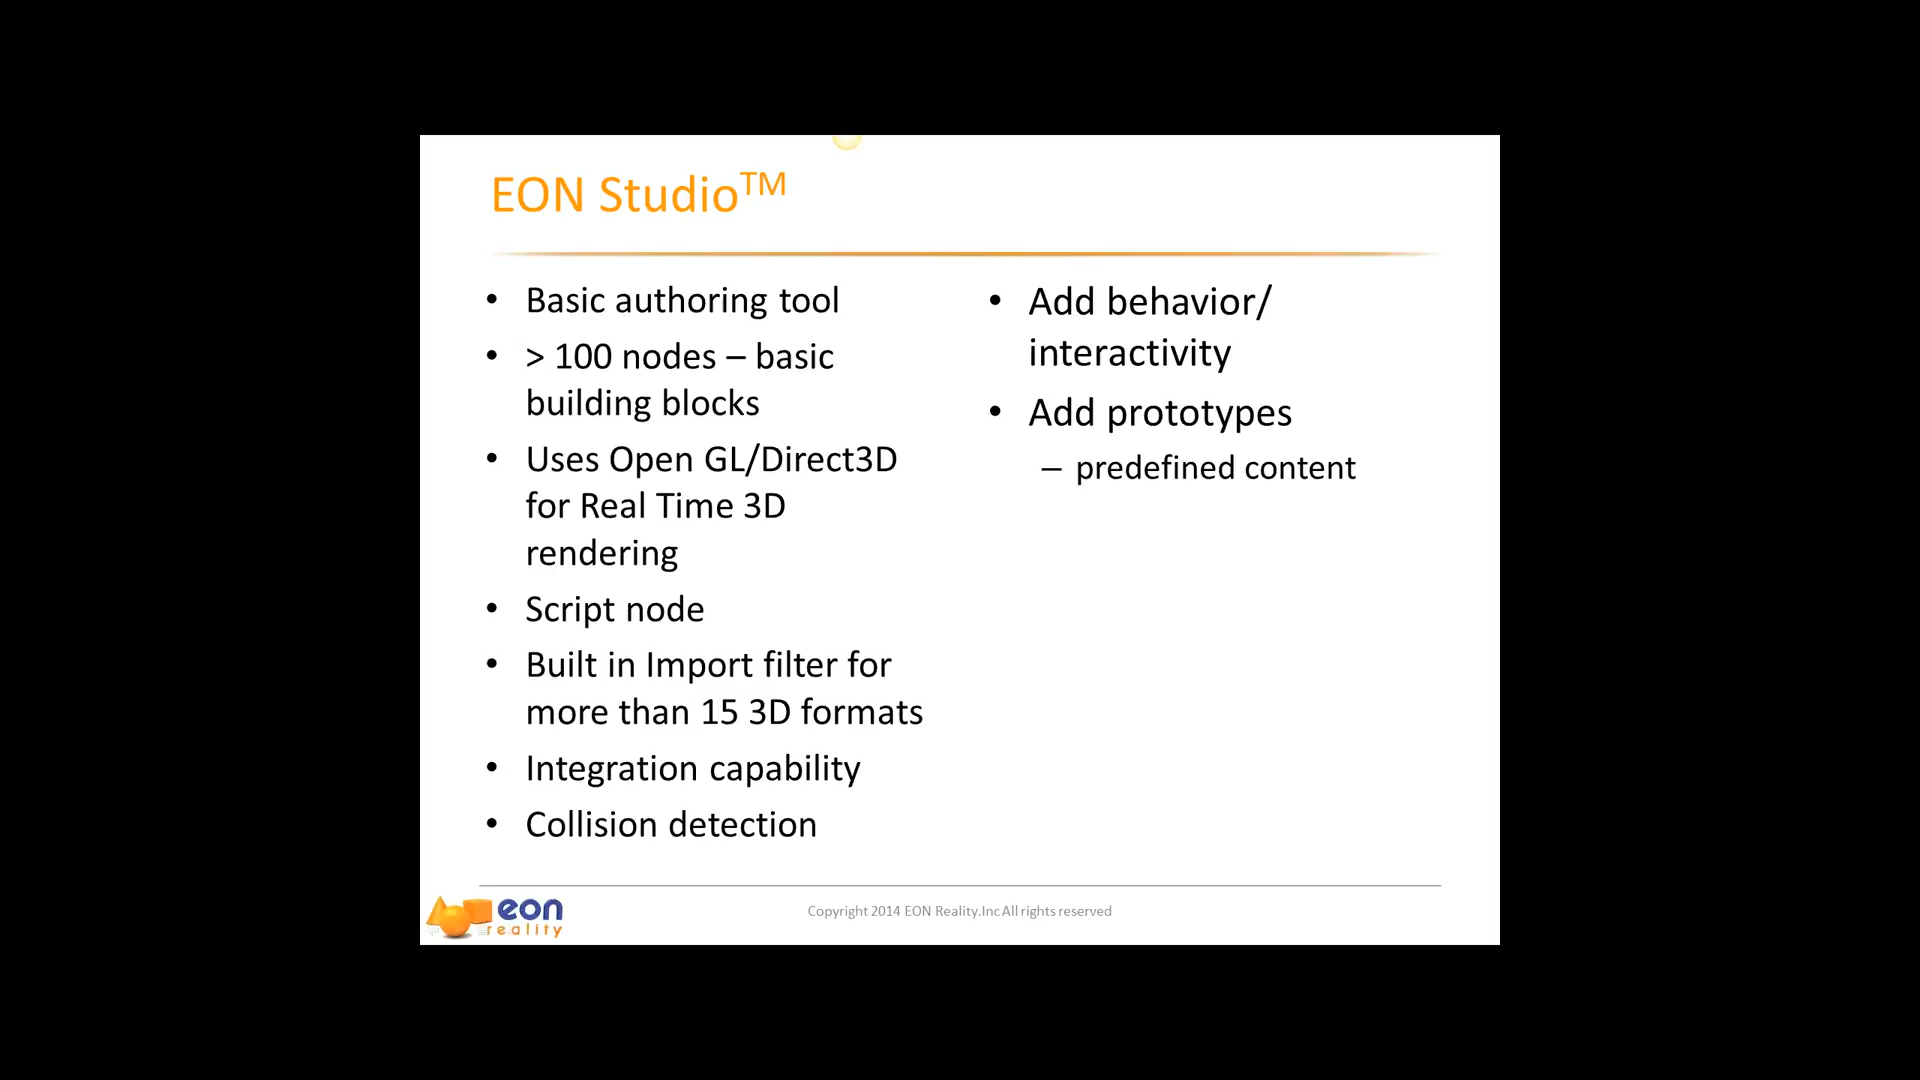 EON Studio™
• Basic authoring tool
• > 100 nodes – basic
building blocks
• Uses Open GL/Direct3D
for Real Time 3D
rendering
• Script node
• Built in Import filter for
more than 15 3D formats
• Integration capability
• Collision detection
• Add behavior/
interactivity
• Add prototypes
– predefined content
eon
reality
Copyright 2014 EON Reality.Inc All rights reserved